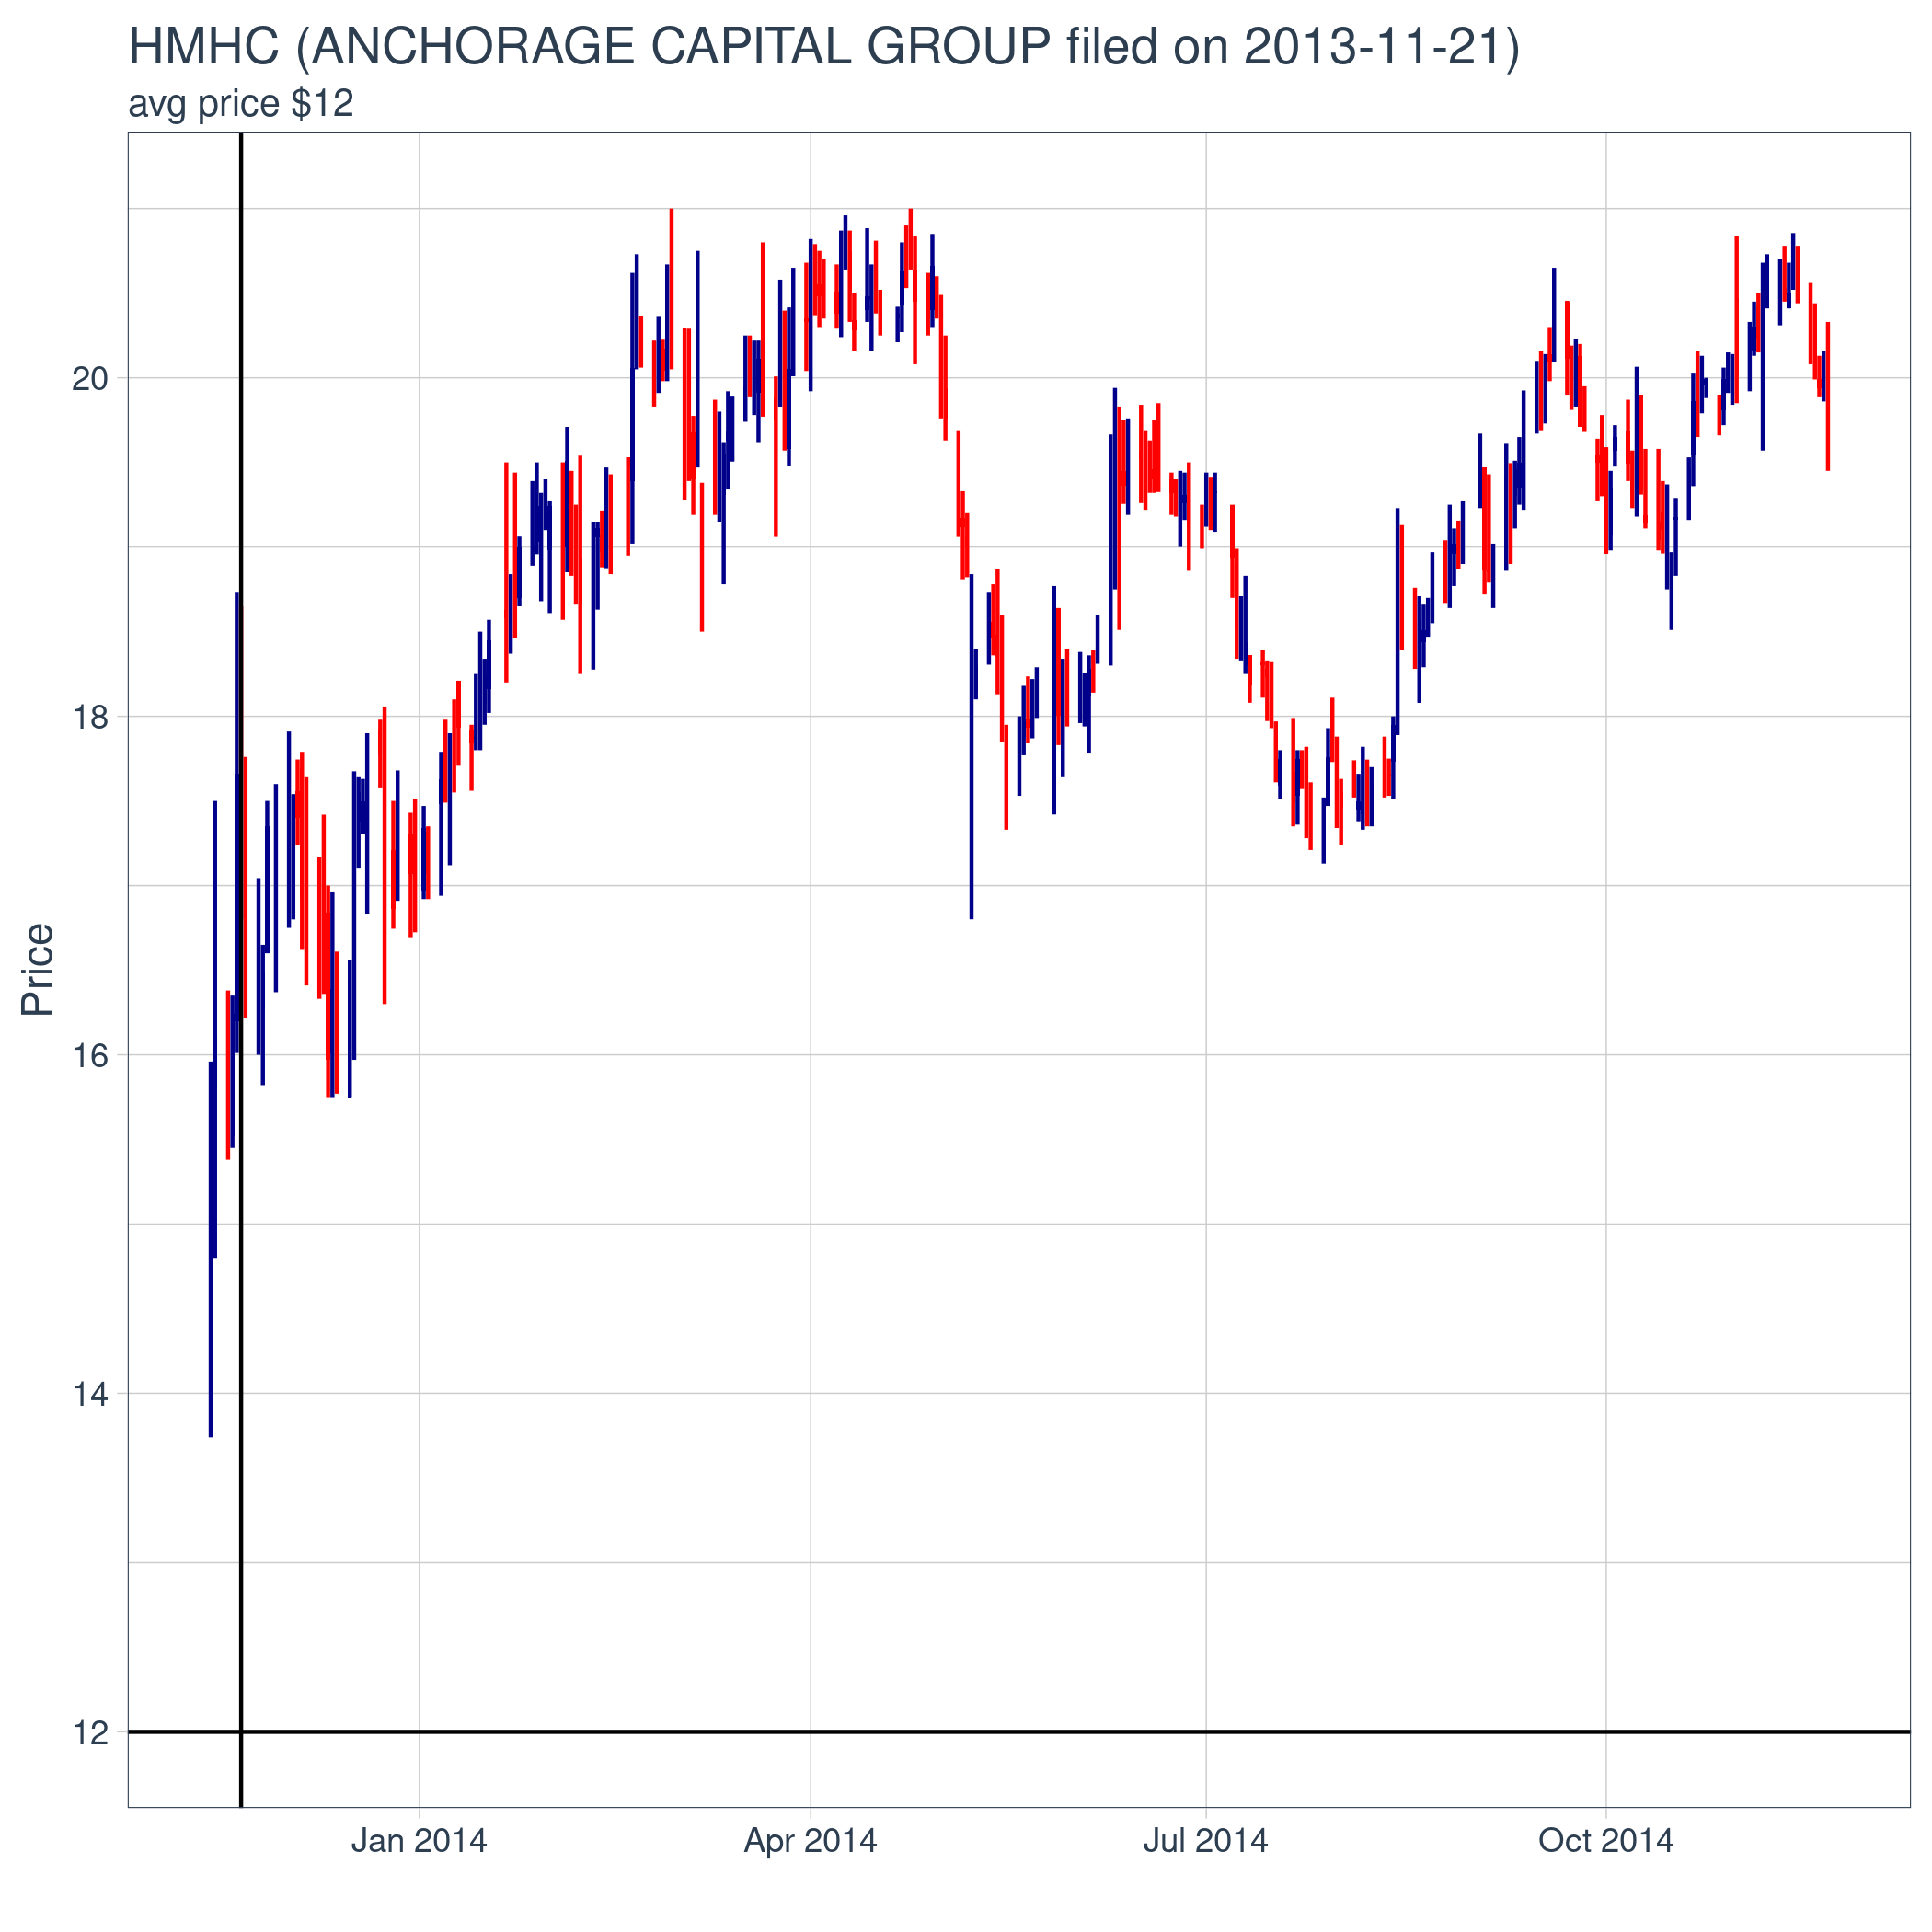 HMHC (ANCHORAGE CAPITAL GROUP filed on 2013-11-21)
avg price $12
Price
20
18
16
14
12
Jan 2014
Apr 2014
Jul 2014
Oct 2014